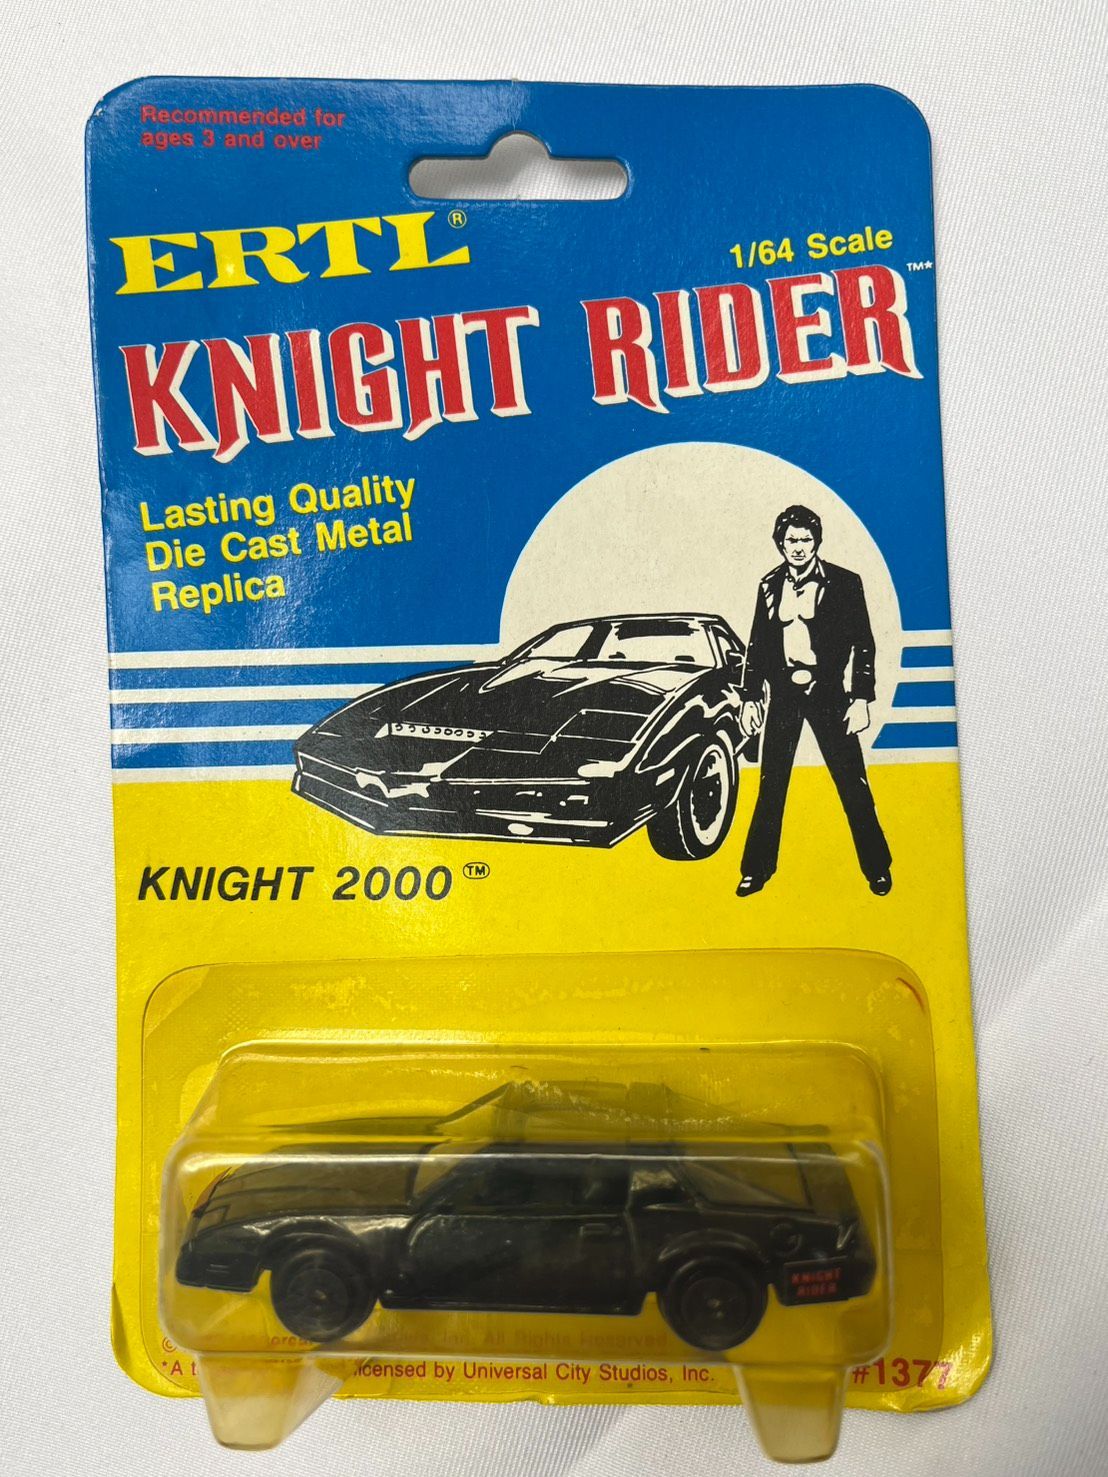 Recommended for
ages 3 and over
ERTL®
1/64 Scale
KNIGHT RIDER™*
Lasting Quality
Die Cast Metal
Replica
KNIGHT 2000™
KNIGHT
RIDER
© Inc. All Rights Reserved
*A licensed by Universal City Studios, Inc.
#1377